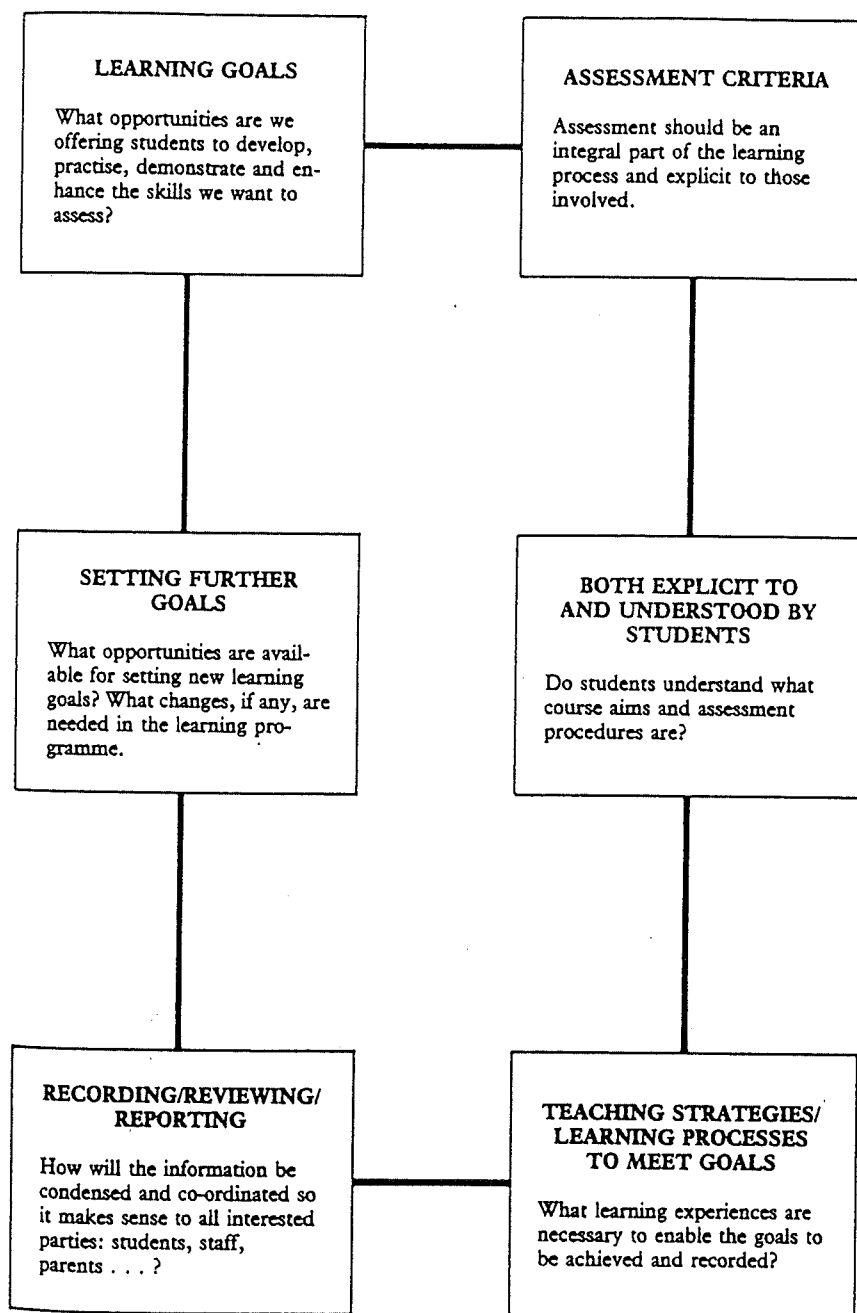 LEARNING GOALS
What opportunities are we
offering students to develop,
practise, demonstrate and en-
hance the skills we want to
assess?
ASSESSMENT CRITERIA
Assessment should be an
integral part of the learning
process and explicit to those
involved.
SETTING FURTHER
GOALS
What opportunities are avail-
able for setting new learning
goals? What changes, if any, are
needed in the learning pro-
gramme.
BOTH EXPLICIT TO
AND UNDERSTOOD BY
STUDENTS
Do students understand what
course aims and assessment
procedures are?
RECORDING/REVIEWING/
REPORTING
How will the information be
condensed and co-ordinated so
it makes sense to all interested
parties: students, staff,
parents . . . ?
TEACHING STRATEGIES/
LEARNING PROCESSES
TO MEET GOALS
What learning experiences are
necessary to enable the goals to
be achieved and recorded?